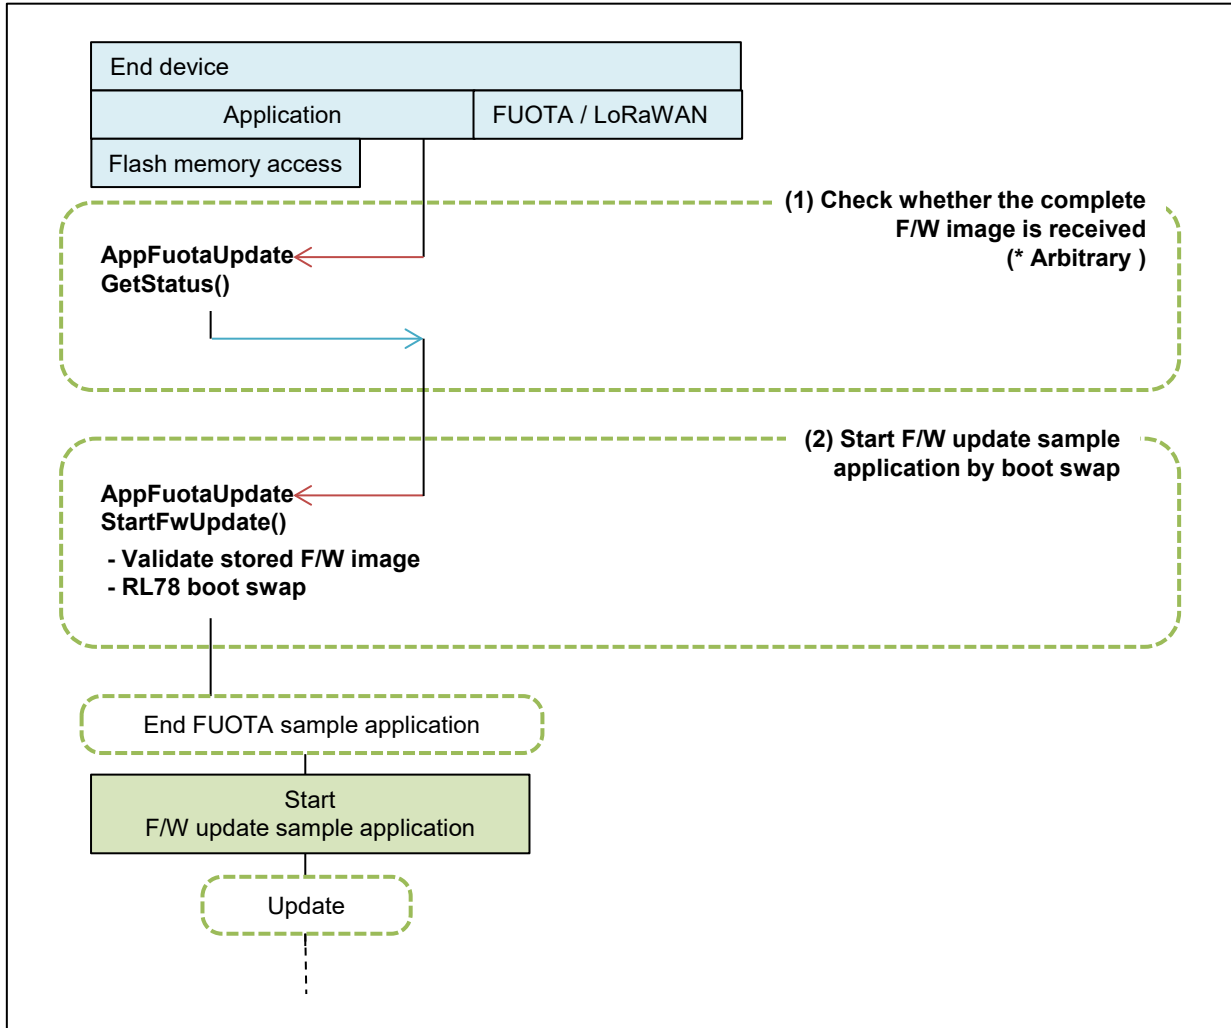 End device
Application
FUOTA / LoRaWAN
Flash memory access
(1) Check whether the complete
F/W image is received
(* Arbitrary )
AppFuotaUpdate
GetStatus()
(2) Start F/W update sample
application by boot swap
AppFuotaUpdate
StartFwUpdate()
- Validate stored F/W image
- RL78 boot swap
End FUOTA sample application
Start
F/W update sample application
Update